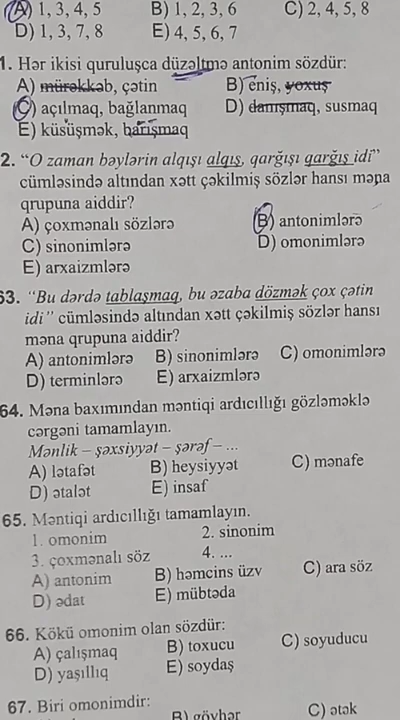 A) 1, 3, 4, 5 B) 1, 2, 3, 6 C) 2, 4, 5, 8
D) 1, 3, 7, 8 E) 4, 5, 6, 7
1. Hər ikisi quruluşca düzəltmə antonim sözdür:
A) mürəkkəb, çətin B) eniş, yoxuş
C) açılmaq, bağlanmaq D) danışmaq, susmaq
E) küsüşmək, barışmaq
2. “O zaman bəylərin alqışı alqış, qarğışı qarğış idi”
cümləsində altından xətt çəkilmiş sözlər hansı məna
qrupuna aiddir?
A) çoxmənalı sözlərə B) antonimlərə
C) sinonimlərə D) omonimlərə
E) arxaizmlərə
63. “Bu dərdə tablaşmaq, bu əzaba dözmək çox çətin
idi” cümləsində altından xətt çəkilmiş sözlər hansı
məna qrupuna aiddir?
A) antonimlərə B) sinonimlərə C) omonimlərə
D) terminlərə E) arxaizmlərə
64. Məna baxımından məntiqi ardıcıllığı gözləməklə
cərgəni tamamlayın.
Mənlik – şəxsiyyət – şərəf – ...
A) lətafət B) heysiyyət C) mənafe
D) ətalət E) insaf
65. Məntiqi ardıcıllığı tamamlayın.
1. omonim 2. sinonim
3. çoxmənalı söz 4. ...
A) antonim B) həmcins üzv C) ara söz
D) ədat E) mübtəda
66. Kökü omonim olan sözdür:
A) çalışmaq B) toxucu C) soyuducu
D) yaşıllıq E) soydaş
67. Biri omonimdir:
B) gövhər C) ətək